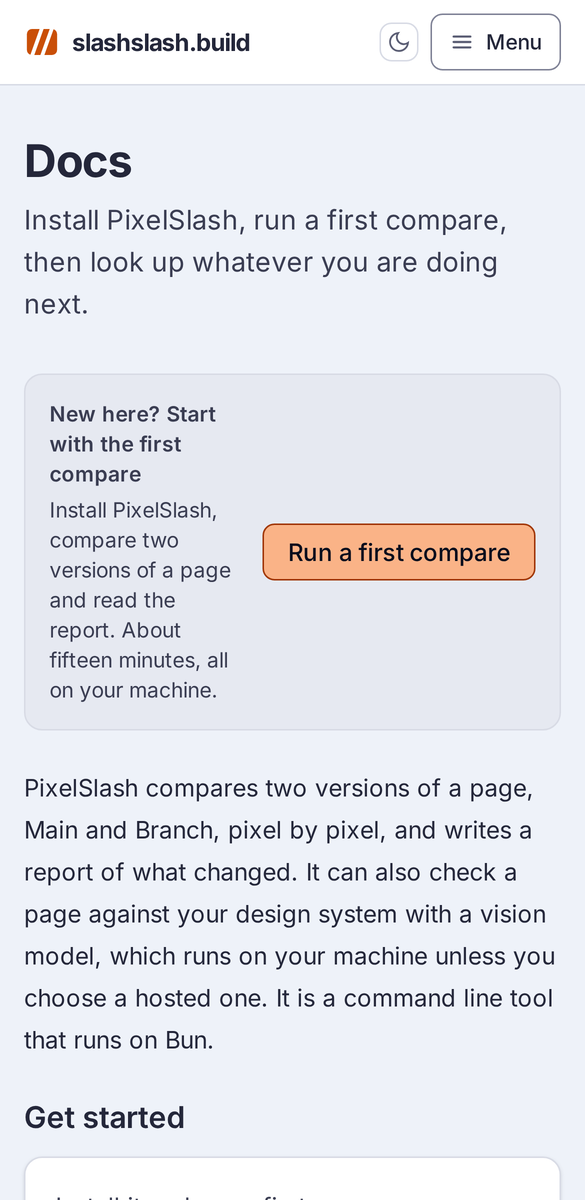 slashslash.build
Menu
Docs
Install PixelSlash, run a first compare,
then look up whatever you are doing
next.
New here? Start
with the first
compare
Install PixelSlash,
compare two
versions of a page
and read the
report. About
fifteen minutes, all
on your machine.
Run a first compare
PixelSlash compares two versions of a page,
Main and Branch, pixel by pixel, and writes a
report of what changed. It can also check a
page against your design system with a vision
model, which runs on your machine unless you
choose a hosted one. It is a command line tool
that runs on Bun.
Get started